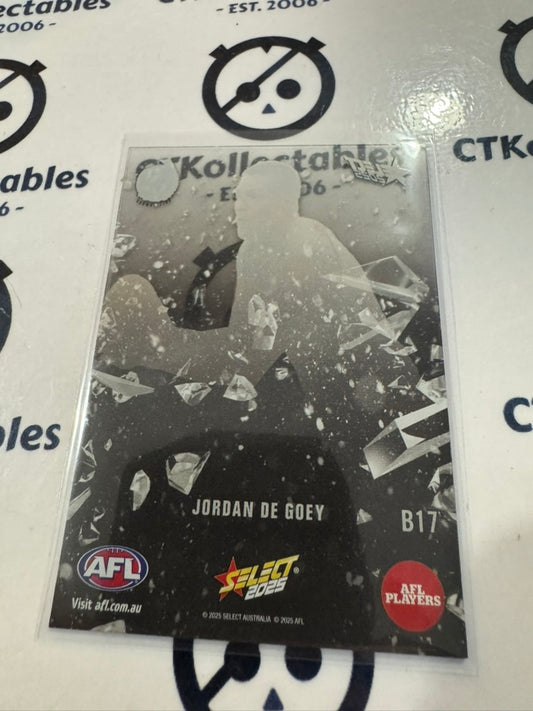 Kollectables
- EST. 2006 -
2006 -
CTKollectables
- EST. 2006 -
ables
6 -
CTKo
les
CT
JORDAN DE GOEY
B17
AFL
Visit afl.com.au
SELECT
2025
AFL
PLAYERS
© 2025 SELECT AUSTRALIA © 2025 AFL